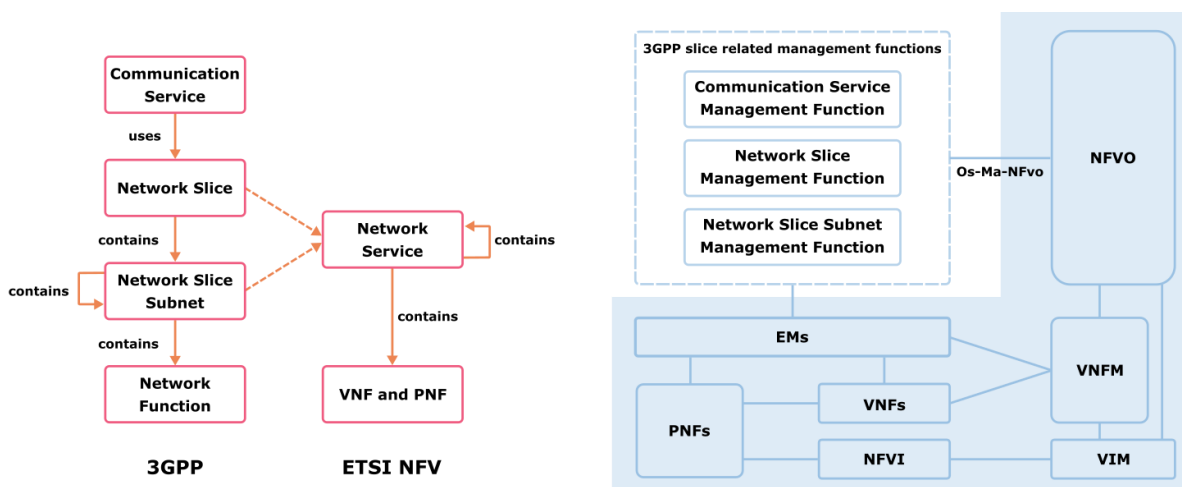 Communication
Service
uses
Network Slice
contains
Network Slice
Subnet
contains
contains
Network
Function
3GPP
Network
Service
contains
contains
VNF and PNF
ETSI NFV
3GPP slice related management functions
Communication Service
Management Function
Network Slice
Management Function
Network Slice Subnet
Management Function
Os-Ma-NFvo
NFVO
EMs
VNFM
VNFs
PNFs
NFVI
VIM